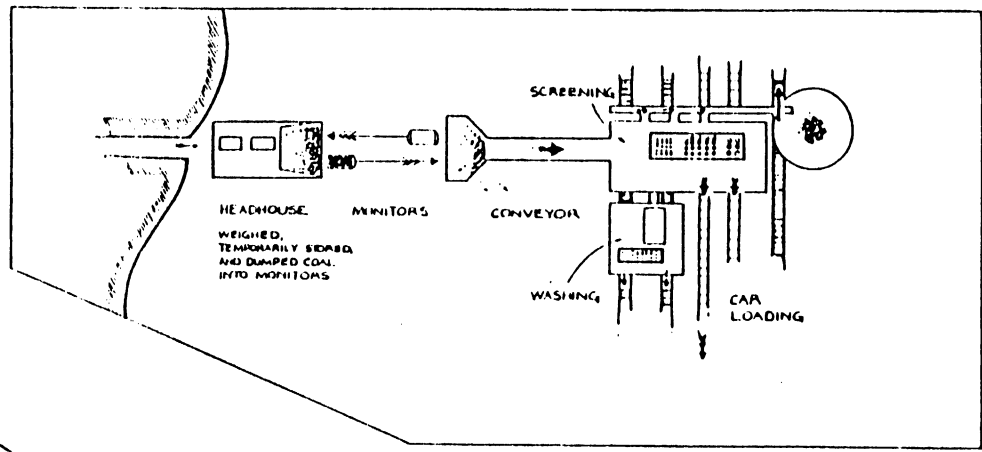 SCREENING
HEADHOUSE
MONITORS
CONVEYOR
WEIGHED,
TEMPORARILY STORED,
AND DUMPED COAL
INTO MONITORS
WASHING
CAR
LOADING